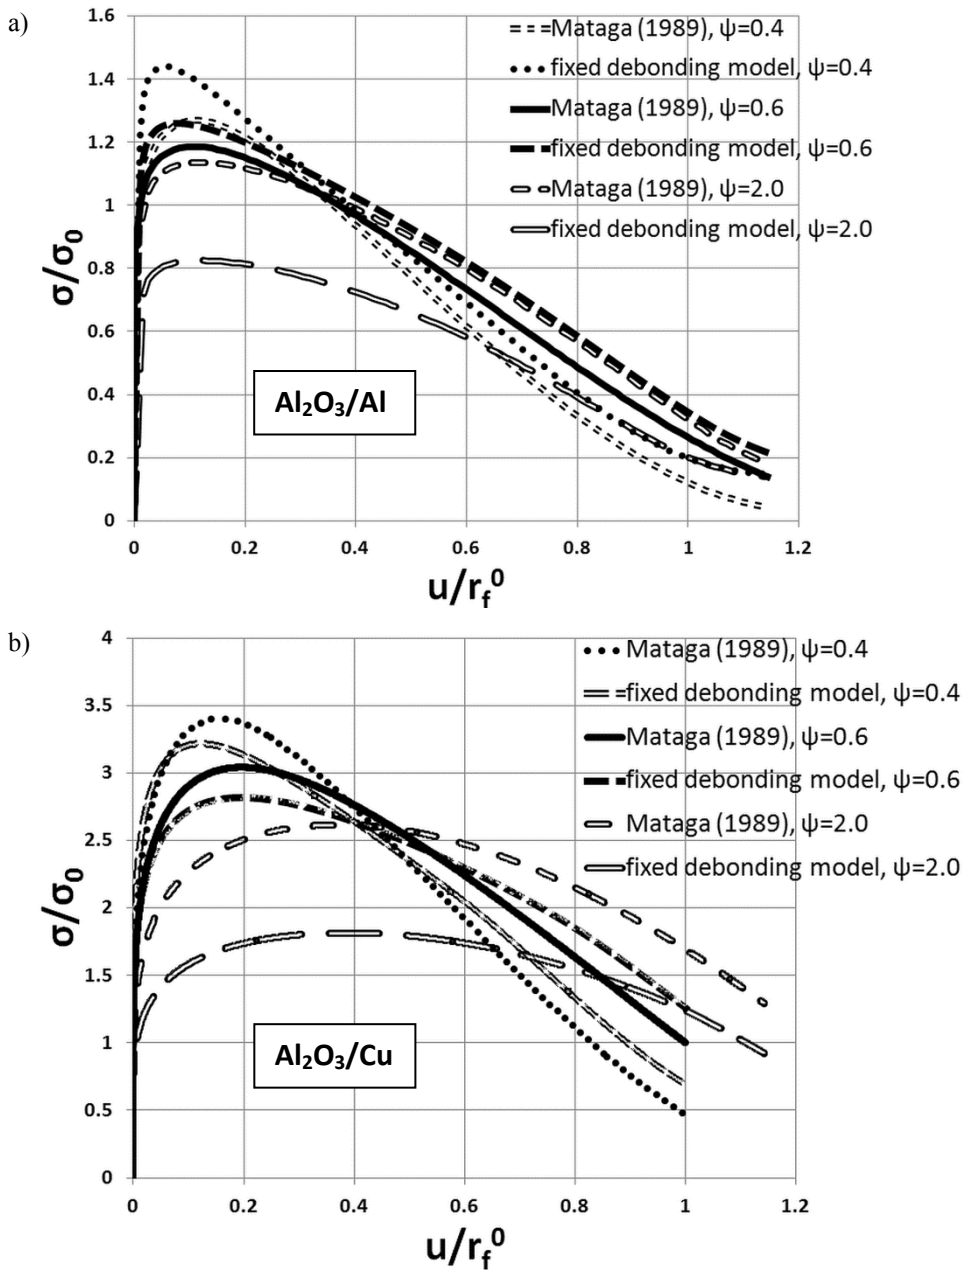 a)
1.6
1.4
1.2
1
0.8
0.6
0.4
0.2
0
σ/σ₀
Mataga (1989), ψ=0.4
fixed debonding model, ψ=0.4
Mataga (1989), ψ=0.6
fixed debonding model, ψ=0.6
Mataga (1989), ψ=2.0
fixed debonding model, ψ=2.0
Al₂O₃/Al
0 0.2 0.4 0.6 0.8 1 1.2
u/r_f⁰
b)
4
3.5
3
2.5
2
1.5
1
0.5
0
σ/σ₀
Mataga (1989), ψ=0.4
fixed debonding model, ψ=0.4
Mataga (1989), ψ=0.6
fixed debonding model, ψ=0.6
Mataga (1989), ψ=2.0
fixed debonding model, ψ=2.0
Al₂O₃/Cu
0 0.2 0.4 0.6 0.8 1 1.2
u/r_f⁰